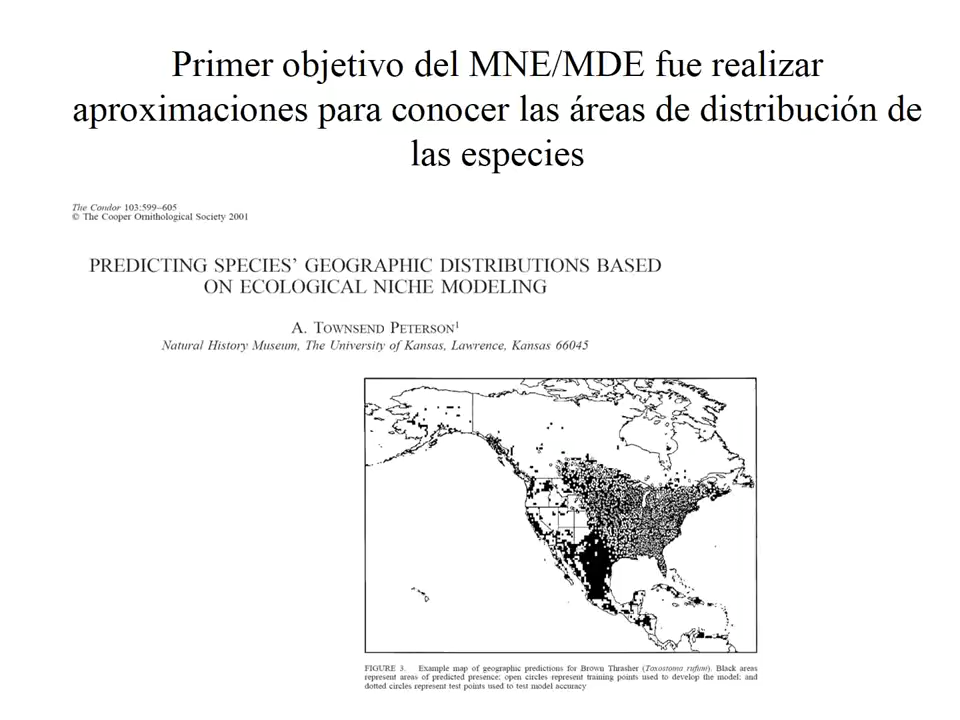 Primer objetivo del MNE/MDE fue realizar
aproximaciones para conocer las áreas de distribución de
las especies
The Condor 103:599–605
© The Cooper Ornithological Society 2001
PREDICTING SPECIES’ GEOGRAPHIC DISTRIBUTIONS BASED
ON ECOLOGICAL NICHE MODELING
A. TOWNSEND PETERSON¹
Natural History Museum, The University of Kansas, Lawrence, Kansas 66045
FIGURE 3. Example map of geographic predictions for Brown Thrasher (Toxostoma rufum). Black areas
represent areas of predicted presence; open circles represent training points used to develop the model; and
dotted circles represent test points used to test model accuracy